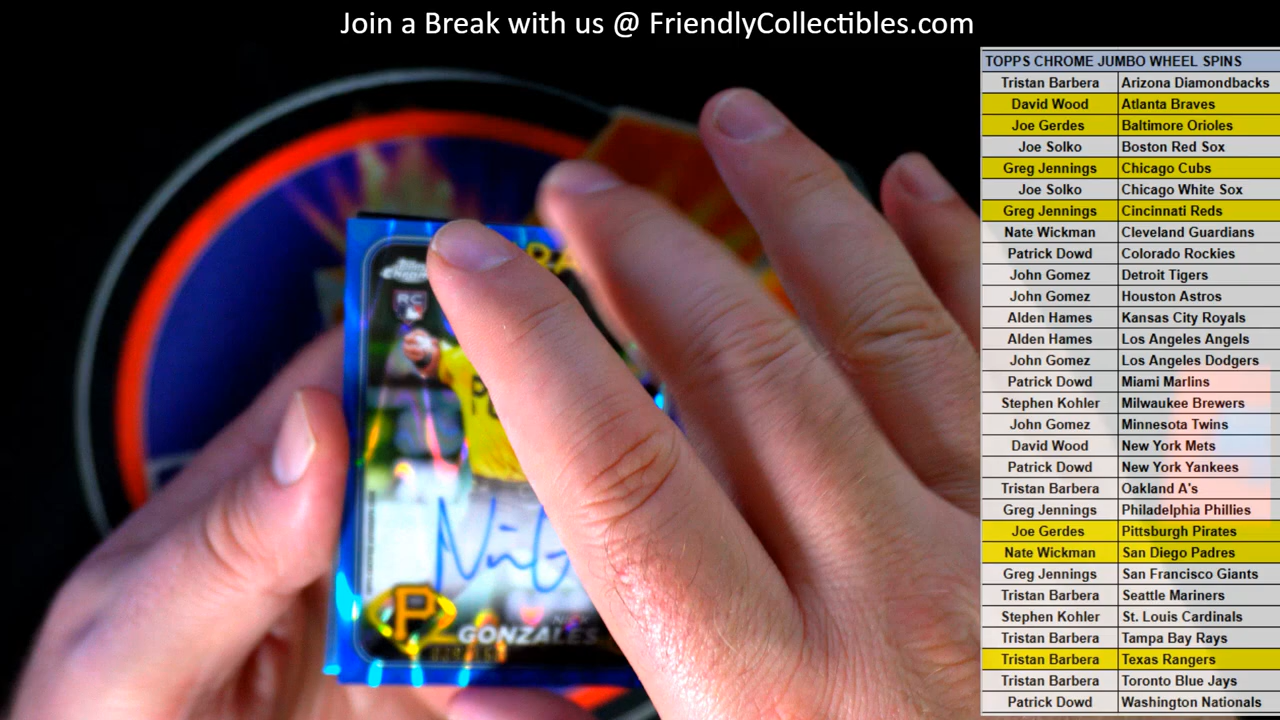 Join a Break with us @ FriendlyCollectibles.com
TOPPS CHROME JUMBO WHEEL SPINS
Tristan Barbera Arizona Diamondbacks
David Wood Atlanta Braves
Joe Gerdes Baltimore Orioles
Joe Solko Boston Red Sox
Greg Jennings Chicago Cubs
Joe Solko Chicago White Sox
Greg Jennings Cincinnati Reds
Nate Wickman Cleveland Guardians
Patrick Dowd Colorado Rockies
John Gomez Detroit Tigers
John Gomez Houston Astros
Alden Hames Kansas City Royals
Alden Hames Los Angeles Angels
John Gomez Los Angeles Dodgers
Patrick Dowd Miami Marlins
Stephen Kohler Milwaukee Brewers
John Gomez Minnesota Twins
David Wood New York Mets
Patrick Dowd New York Yankees
Tristan Barbera Oakland A's
Greg Jennings Philadelphia Phillies
Joe Gerdes Pittsburgh Pirates
Nate Wickman San Diego Padres
Greg Jennings San Francisco Giants
Tristan Barbera Seattle Mariners
Stephen Kohler St. Louis Cardinals
Tristan Barbera Tampa Bay Rays
Tristan Barbera Texas Rangers
Tristan Barbera Toronto Blue Jays
Patrick Dowd Washington Nationals
Topps
Chrome
RC
P
GONZALES